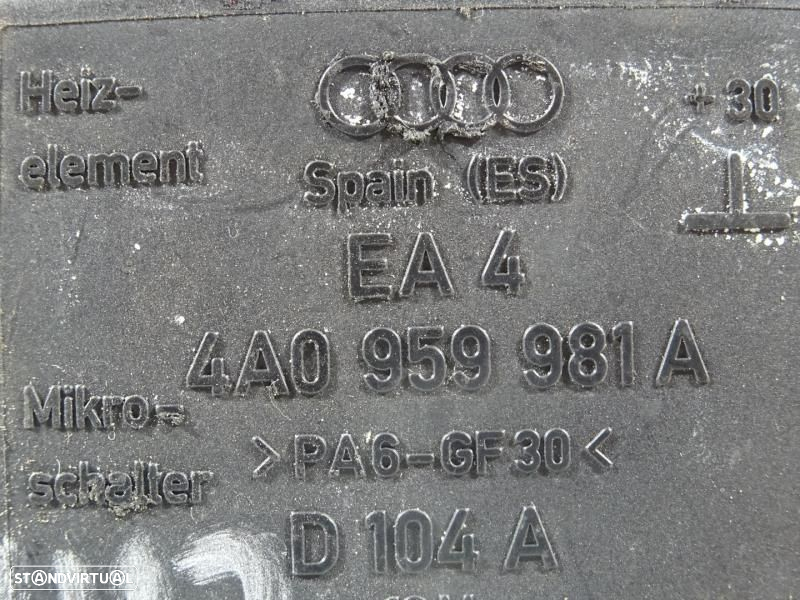 Heiz-
element
Spain (ES)
+ 30
EA 4
4A0 959 981 A
Mikro-
schalter
>PA6-GF30<
D 104 A
STANDVIRTUAL